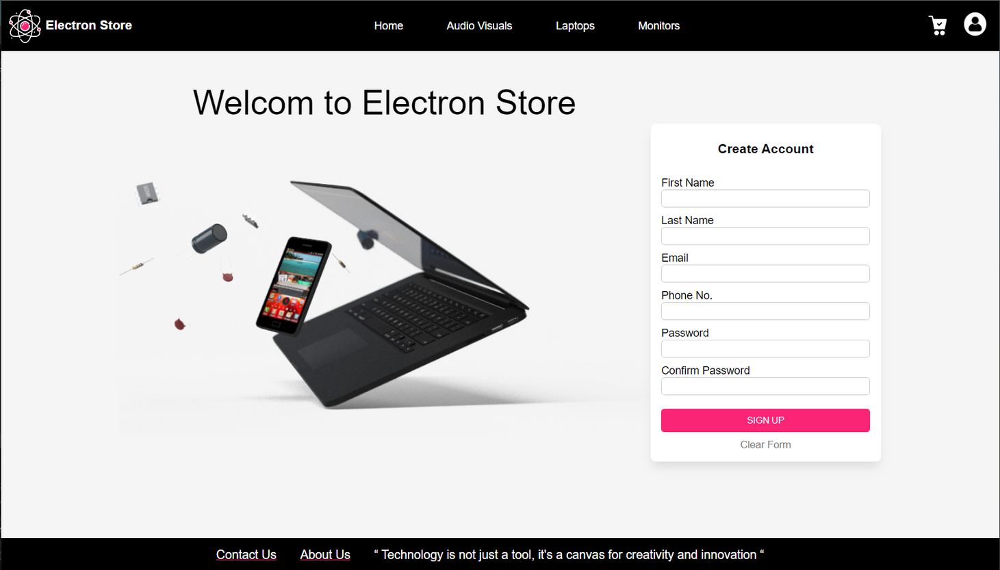 Electron Store
Home
Audio Visuals
Laptops
Monitors
Welcom to Electron Store
Create Account
First Name
Last Name
Email
Phone No.
Password
Confirm Password
SIGN UP
Clear Form
Contact Us
About Us
“ Technology is not just a tool, it's a canvas for creativity and innovation “